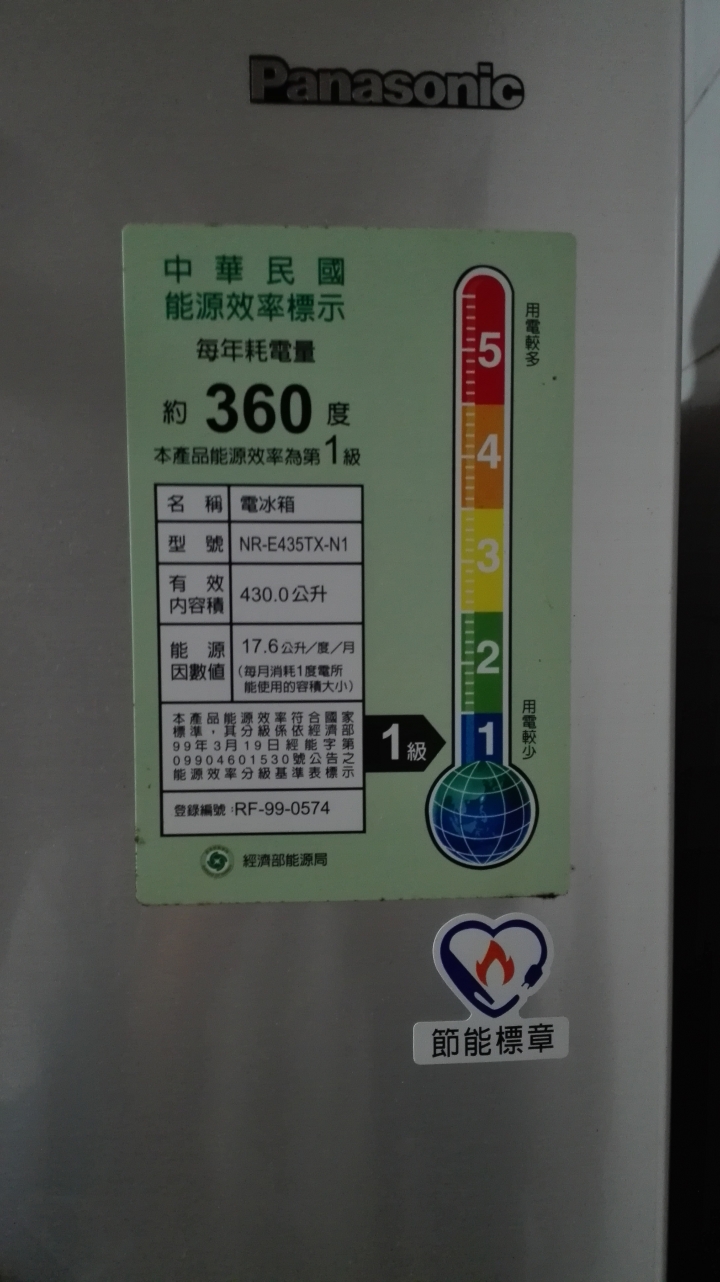 Panasonic
中華民國
能源效率標示
每年耗電量
約 360 度
本產品能源效率為第1級
名稱 電冰箱
型號 NR-E435TX-N1
有效
內容積 430.0公升
能源
因數值 17.6公升/度/月
(每月消耗1度電所
能使用的容積大小)
本產品能源效率符合國家
標準,其分級係依經濟部
99年3月19日經能字第
09904601530號公告之
能源效率分級基準表標示
登錄編號:RF-99-0574
經濟部能源局
用電較多
5
4
3
2
1
用電較少
1級
節能標章